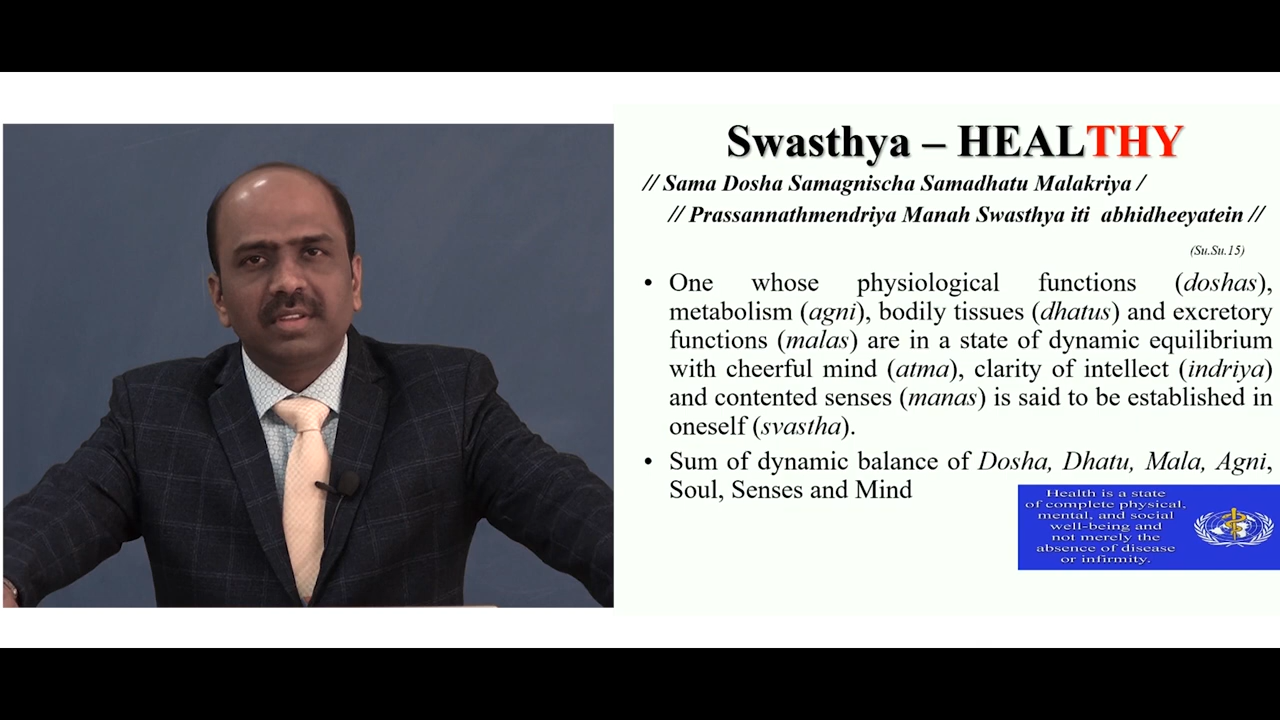 Swasthya – HEALTHY
// Sama Dosha Samagnischa Samadhatu Malakriya /
// Prassannathmendriya Manah Swasthya iti abhidheeyatein //
(Su.Su.15)
• One whose physiological functions (doshas),
metabolism (agni), bodily tissues (dhatus) and excretory
functions (malas) are in a state of dynamic equilibrium
with cheerful mind (atma), clarity of intellect (indriya)
and contented senses (manas) is said to be established in
oneself (svastha).
• Sum of dynamic balance of Dosha, Dhatu, Mala, Agni,
Soul, Senses and Mind
Health is a state
of complete physical,
mental, and social
well-being and
not merely the
absence of disease
or infirmity.